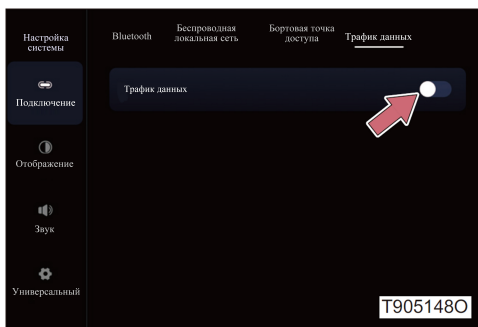 Настройка
системы
Bluetooth
Беспроводная
локальная сеть
Бортовая точка
доступа
Трафик данных
Подключение
Трафик данных
Отображение
Звук
Универсальный
T905148O